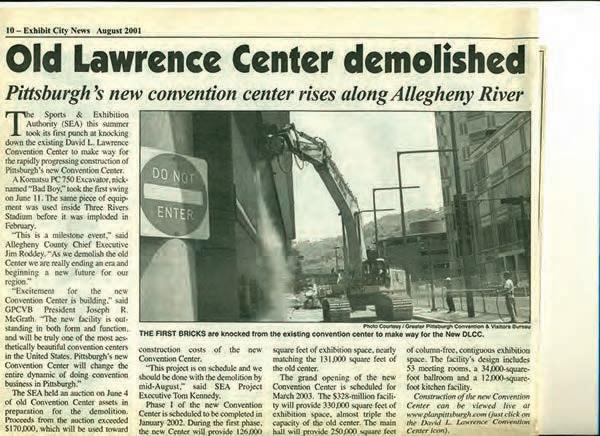 10 – Exhibit City News August 2001
Old Lawrence Center demolished
Pittsburgh's new convention center rises along Allegheny River
The Sports & Exhibition
Authority (SEA) this summer
took its first punch at knocking
down the existing David L. Lawrence
Convention Center to make way for
the rapidly progressing construction of
Pittsburgh's new Convention Center.
A Komatsu PC 750 Excavator, nick-
named "Bad Boy," took the first swing
on June 11. The same piece of equip-
ment was used inside Three Rivers
Stadium before it was imploded in
February.
"This is a milestone event," said
Allegheny County Chief Executive
Jim Roddey. "As we demolish the old
Center we are really ending an era and
beginning a new future for our
region."
"Excitement for the new
Convention Center is building," said
GPCVB President Joseph R.
McGrath. "The new facility is out-
standing in both form and function,
and will be truly one of the most aes-
thetically beautiful convention centers
in the United States. Pittsburgh's new
Convention Center will change the
entire dynamic of doing convention
business in Pittsburgh."
The SEA held an auction on June 4
of old Convention Center assets in
preparation for the demolition.
Proceeds from the auction exceeded
$170,000, which will be used toward
DO NOT
ENTER
Photo Courtesy / Greater Pittsburgh Convention & Visitors Bureau
THE FIRST BRICKS are knocked from the existing convention center to make way for the New DLCC.
construction costs of the new
Convention Center.
"This project is on schedule and we
should be done with the demolition by
mid-August," said SEA Project
Executive Tom Kennedy.
Phase I of the new Convention
Center is scheduled to be completed in
January 2002. During the first phase,
the new Center will provide 126,000
square feet of exhibition space, nearly
matching the 131,000 square feet of
the old center.
The grand opening of the new
Convention Center is scheduled for
March 2003. The $328-million facili-
ty will provide 330,000 square feet of
exhibition space, almost triple the
capacity of the old center. The main
hall will provide 250,000 square feet
of column-free, contiguous exhibition
space. The facility's design includes
53 meeting rooms, a 34,000-square-
foot ballroom and a 12,000-square-
foot kitchen facility.
Construction of the new Convention
Center can be viewed live at
www.planpittsburgh.com (just click on
the David L. Lawrence Convention
Center icon).